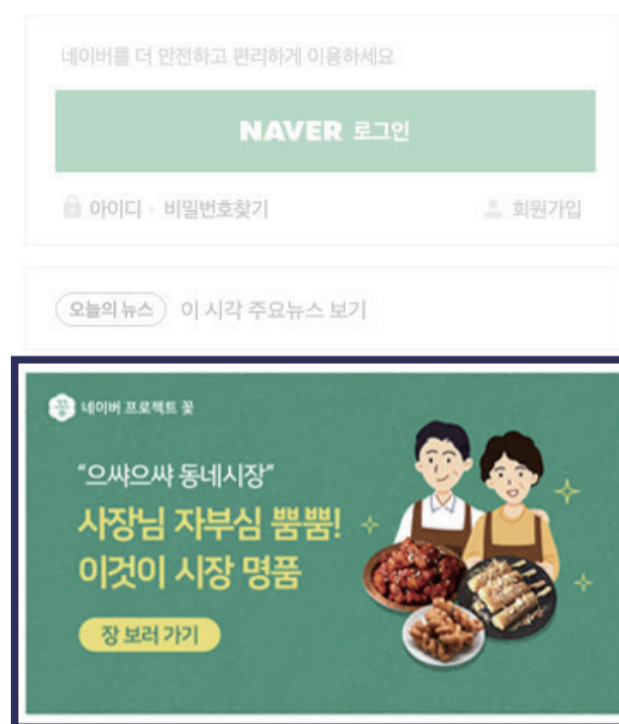 네이버를 더 안전하고 편리하게 이용하세요
NAVER 로그인
아이디 · 비밀번호찾기
회원가입
오늘의 뉴스 이 시각 주요뉴스 보기
꽃 네이버 프로젝트 꽃
“으쌰으쌰 동네시장”
사장님 자부심 뿜뿜!
이것이 시장 명품
장 보러 가기